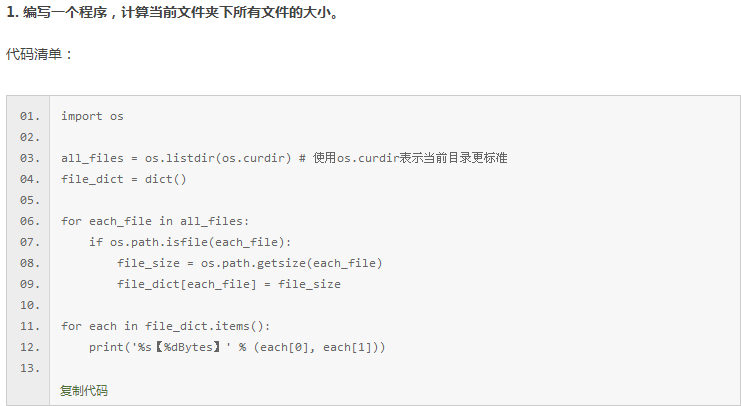 1. 编写一个程序，计算当前文件夹下所有文件的大小。
代码清单：
01. import os
02.
03. all_files = os.listdir(os.curdir) # 使用os.curdir表示当前目录更标准
04. file_dict = dict()
05.
06. for each_file in all_files:
07.     if os.path.isfile(each_file):
08.         file_size = os.path.getsize(each_file)
09.         file_dict[each_file] = file_size
10.
11. for each in file_dict.items():
12.     print('%s【%dBytes】' % (each[0], each[1]))
13.
复制代码